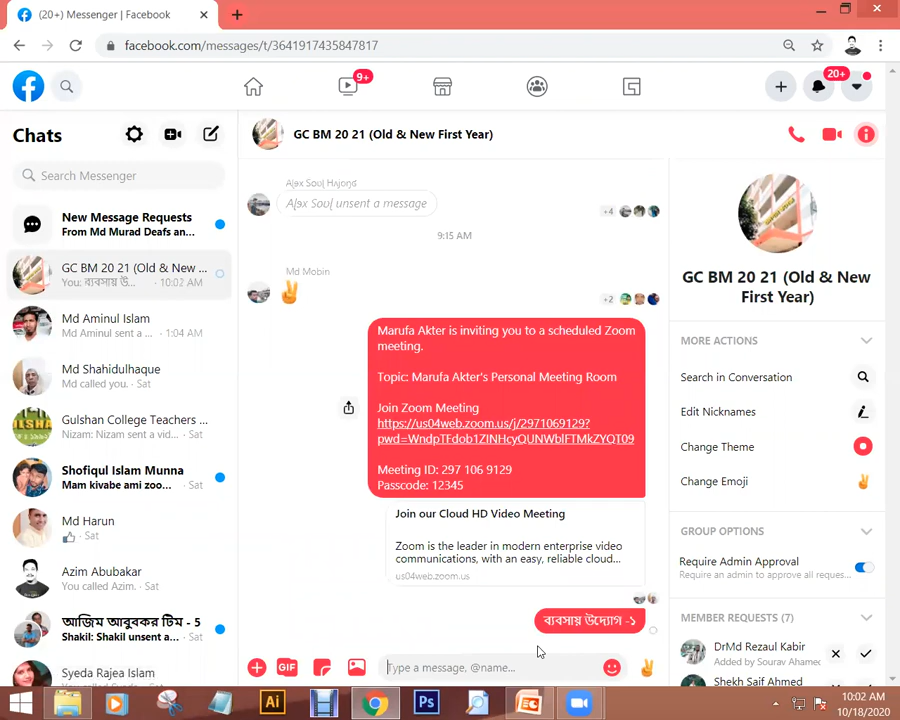 (20+) Messenger | Facebook
facebook.com/messages/t/3641917435847817
9+
20+
Chats
GC BM 20 21 (Old & New First Year)
Search Messenger
New Message Requests
From Md Murad Deafs an...
GC BM 20 21 (Old & New ...
You: ব্যবসায় উ... · 10:02 AM
Md Aminul Islam
Md Aminul sent a ... · 1:04 AM
Md Shahidulhaque
Md called you. · Sat
Gulshan College Teachers ...
Nizam: Nizam sent a vid... · Sat
Shofiqul Islam Munna
Mam kivabe ami zoo... · Sat
Md Harun
· Sat
Azim Abubakar
You called Azim. · Sat
আজিম আবুবকর টিম - 5
Shakil: Shakil unsent a... · Sat
Syeda Rajea Islam
unsent a message
+4
9:15 AM
Md Mobin
+2
Marufa Akter is inviting you to a scheduled Zoom
meeting.
Topic: Marufa Akter's Personal Meeting Room
Join Zoom Meeting
https://us04web.zoom.us/j/2971069129?
pwd=WndpTFdob1ZINHcyQUNWblFTMkZYQT09
Meeting ID: 297 106 9129
Passcode: 12345
Join our Cloud HD Video Meeting
Zoom is the leader in modern enterprise video
communications, with an easy, reliable cloud...
us04web.zoom.us
ব্যবসায় উদ্যোগ -১
GIF
Type a message, @name...
GC BM 20 21 (Old & New
First Year)
MORE ACTIONS
Search in Conversation
Edit Nicknames
Change Theme
Change Emoji
GROUP OPTIONS
Require Admin Approval
Require an admin to approve all reques...
MEMBER REQUESTS (7)
DrMd Rezaul Kabir
Added by Sourav Ahamed
Shekh Saif Ahmed
Ai
Ps
10:02 AM
10/18/2020